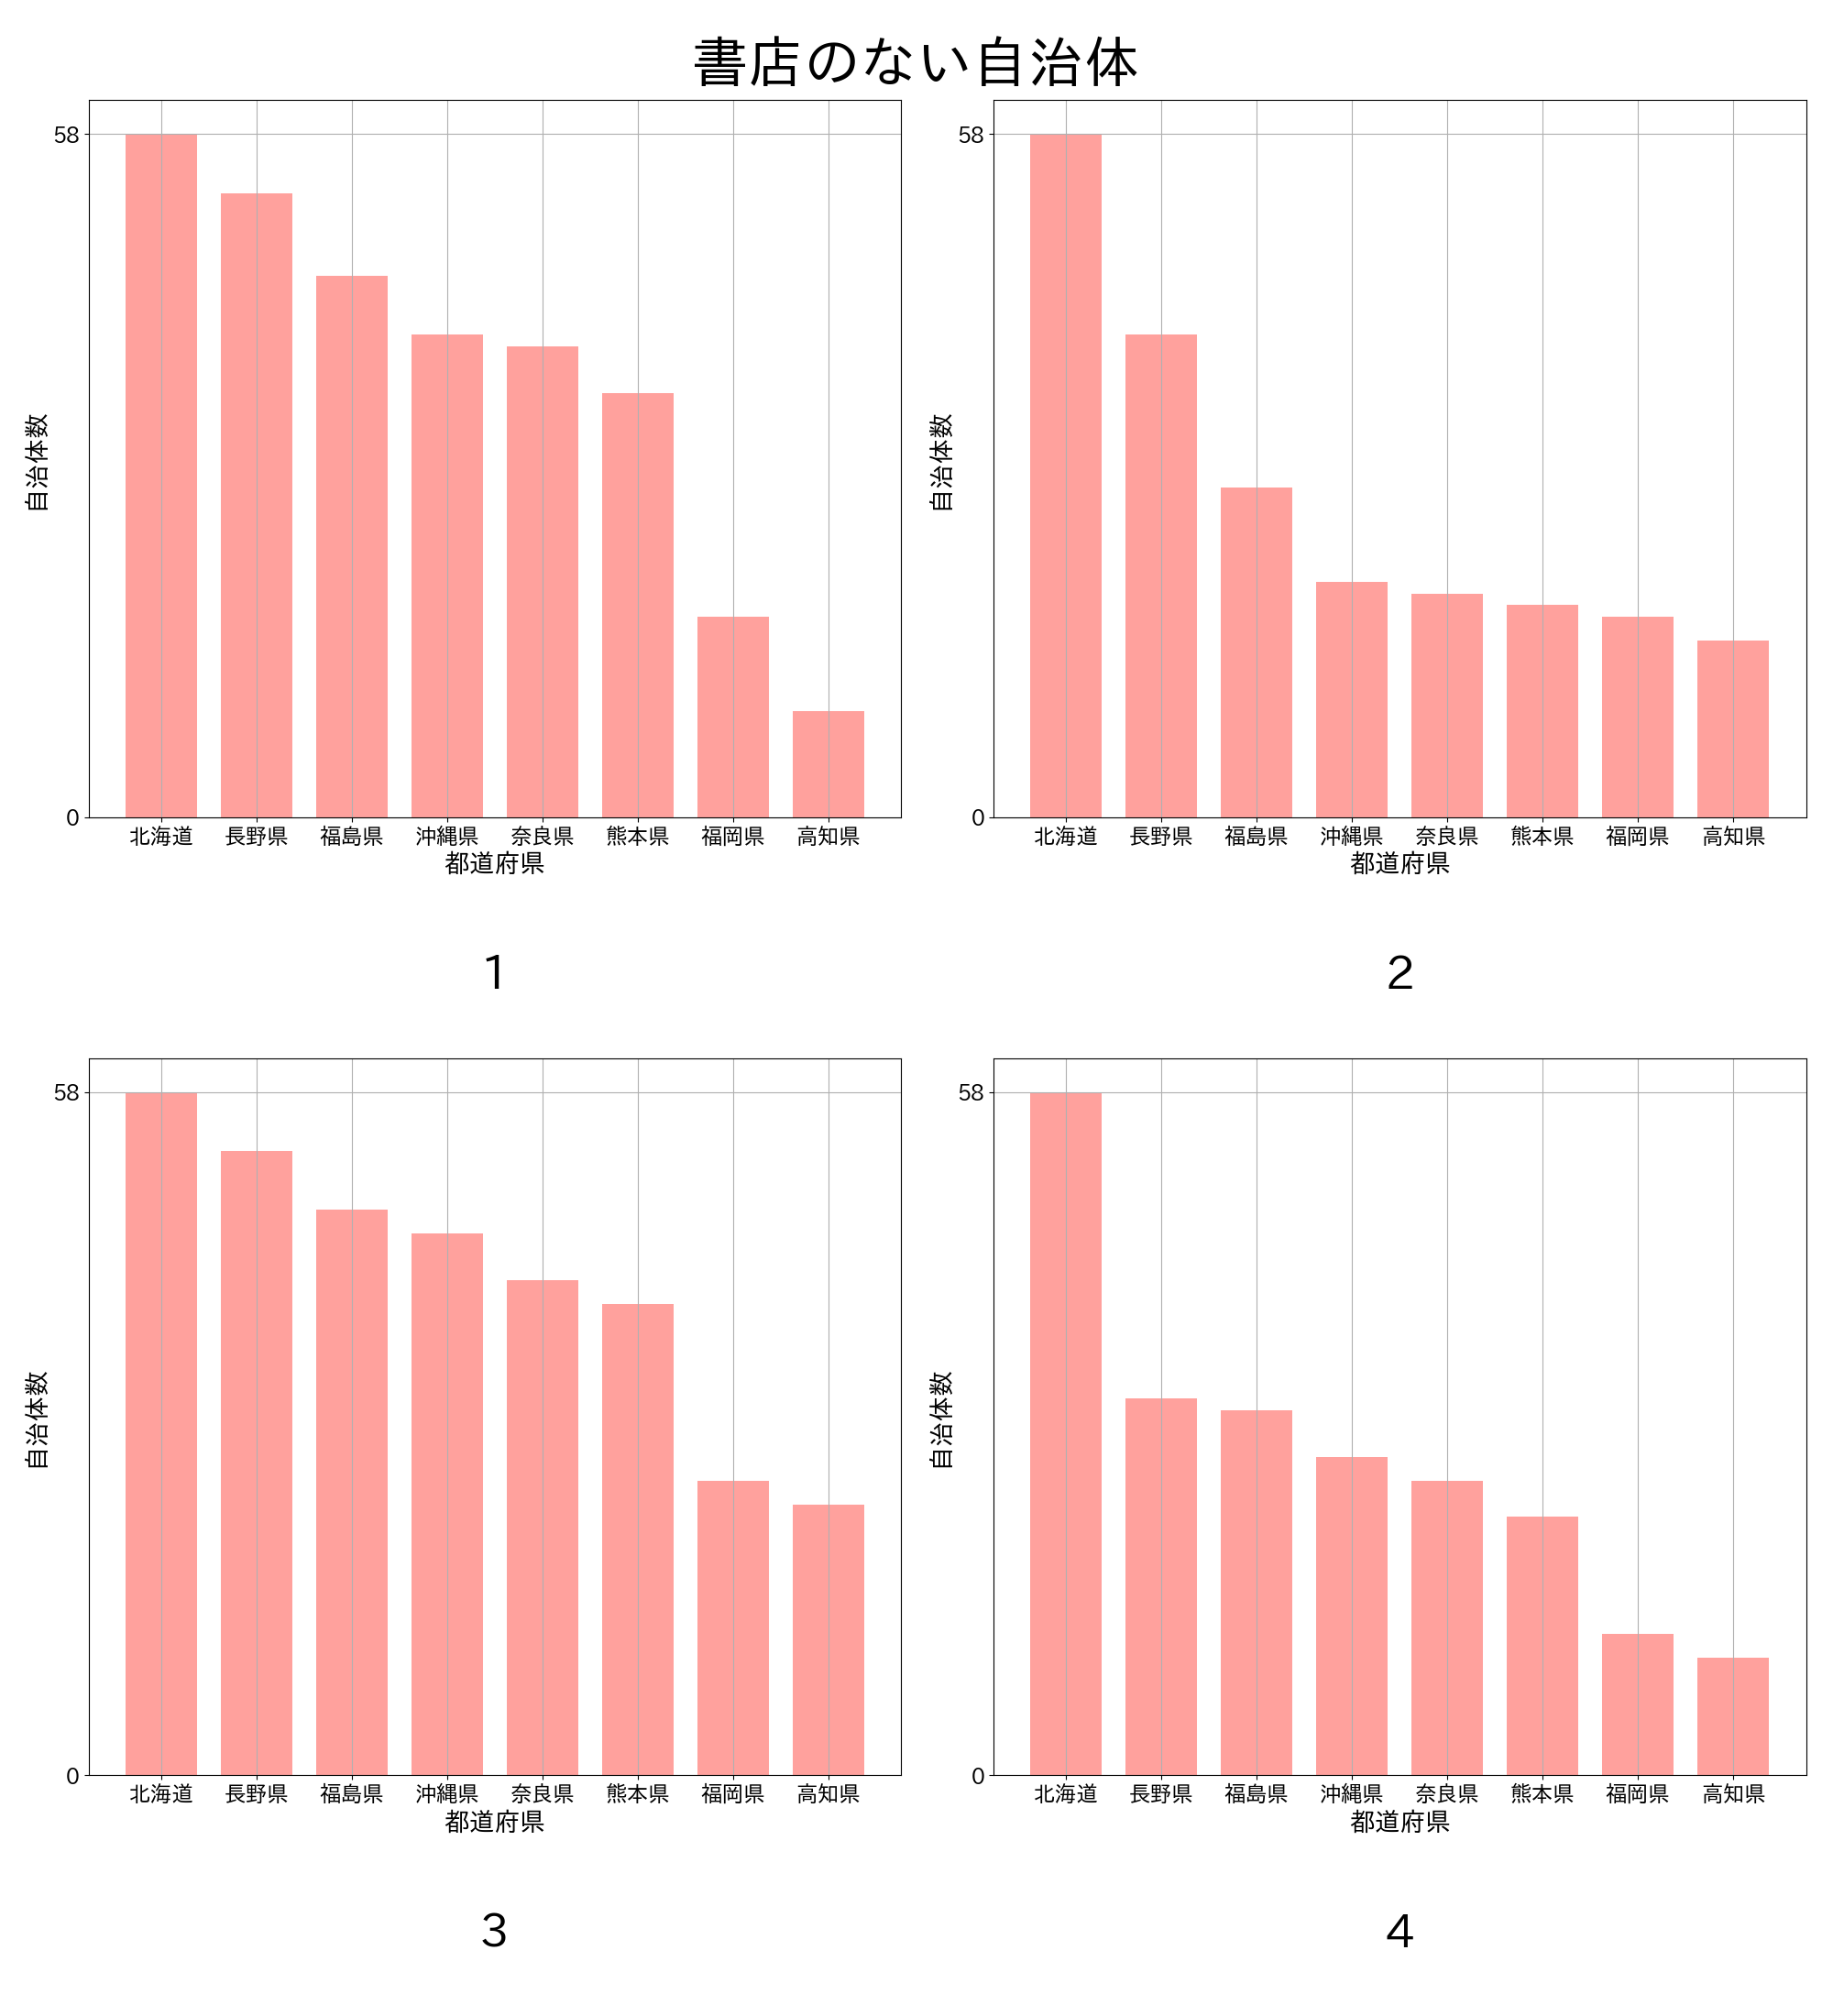 書店のない自治体
58
0
自治体数
北海道 長野県 福島県 沖縄県 奈良県 熊本県 福岡県 高知県
都道府県
1
58
0
自治体数
北海道 長野県 福島県 沖縄県 奈良県 熊本県 福岡県 高知県
都道府県
2
58
0
自治体数
北海道 長野県 福島県 沖縄県 奈良県 熊本県 福岡県 高知県
都道府県
3
58
0
自治体数
北海道 長野県 福島県 沖縄県 奈良県 熊本県 福岡県 高知県
都道府県
4